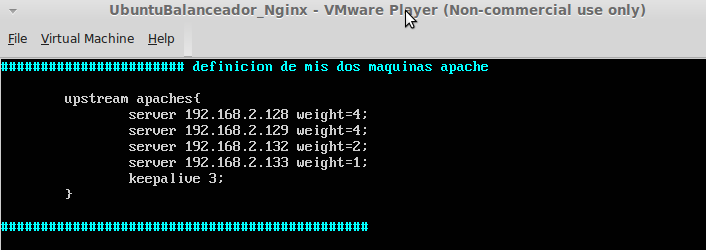 UbuntuBalanceador_Nginx - VMware Player (Non-commercial use only)
File Virtual Machine Help
####################### definicion de mis dos maquinas apache
upstream apaches{
server 192.168.2.128 weight=4;
server 192.168.2.129 weight=4;
server 192.168.2.132 weight=2;
server 192.168.2.133 weight=1;
keepalive 3;
}
##############################################